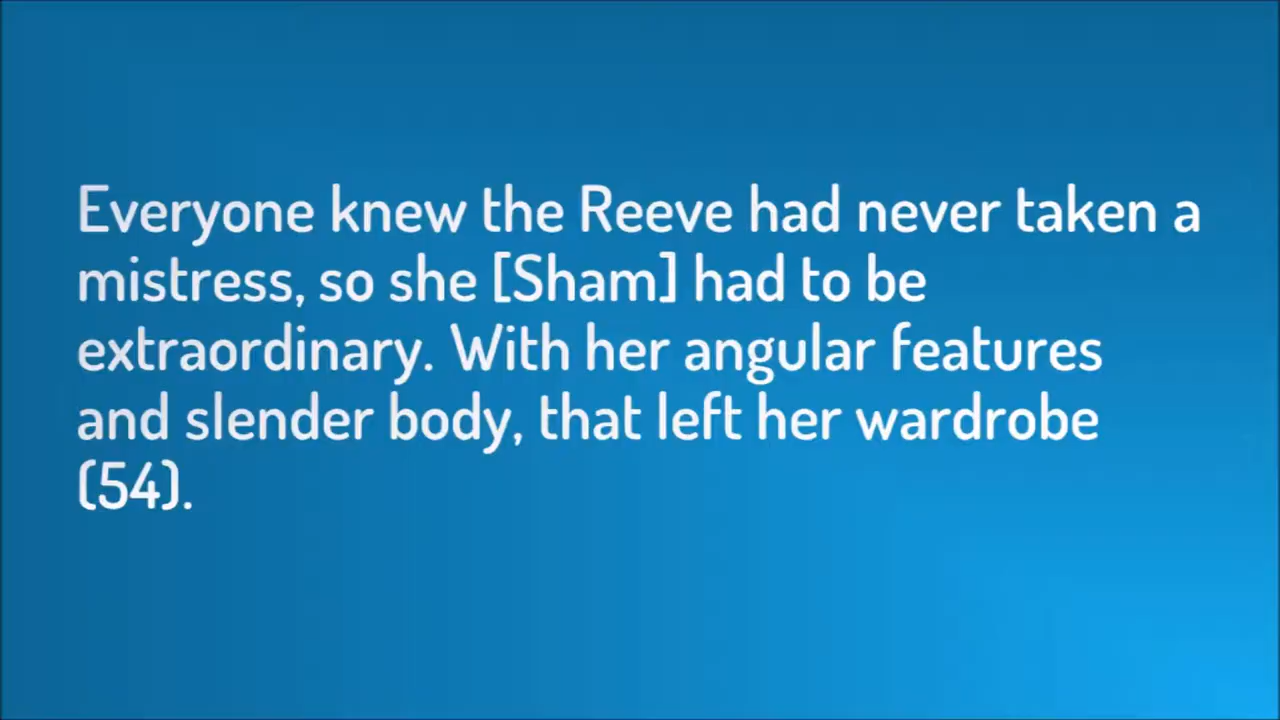 Everyone knew the Reeve had never taken a
mistress, so she [Sham] had to be
extraordinary. With her angular features
and slender body, that left her wardrobe
(54).